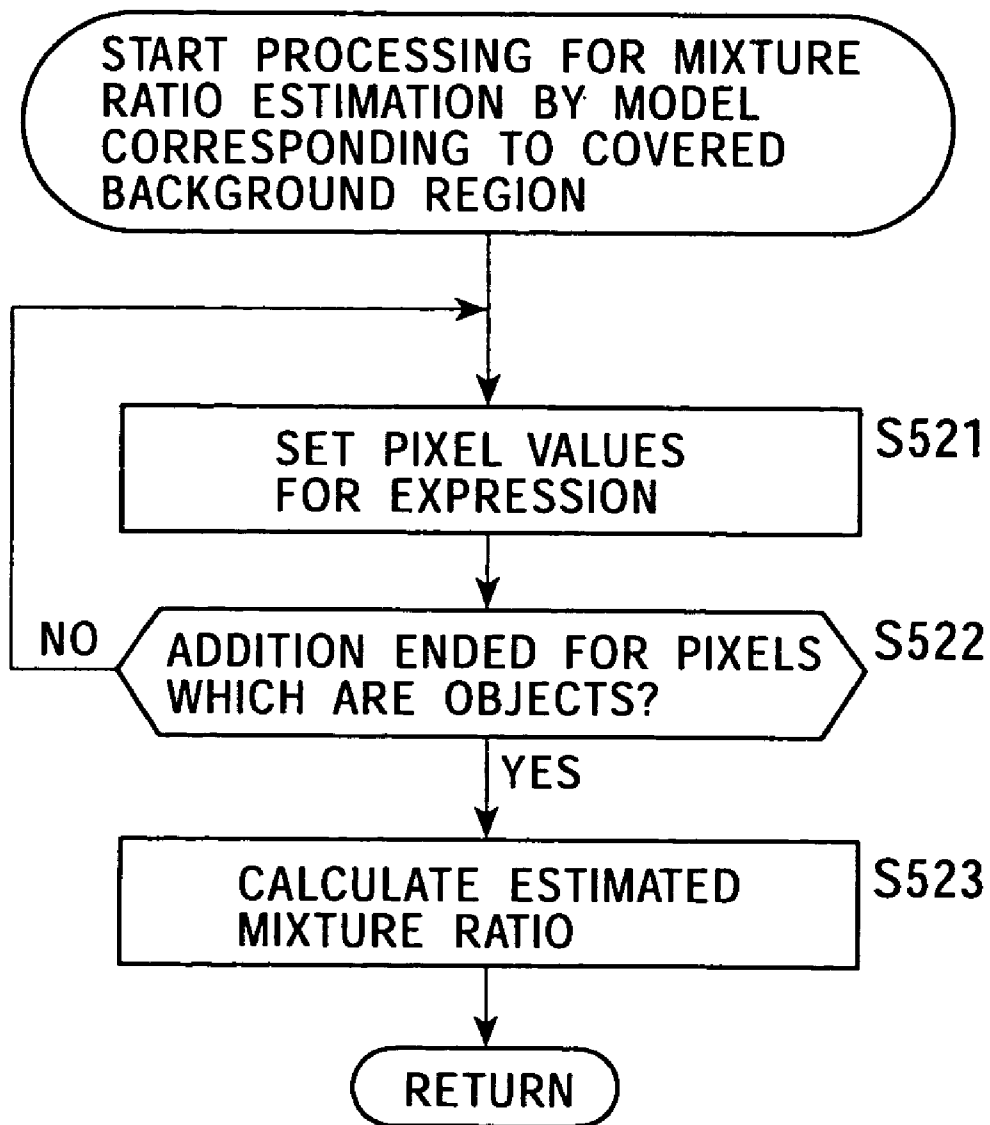 START PROCESSING FOR MIXTURE
RATIO ESTIMATION BY MODEL
CORRESPONDING TO COVERED
BACKGROUND REGION
SET PIXEL VALUES
FOR EXPRESSION
S521
NO
ADDITION ENDED FOR PIXELS
WHICH ARE OBJECTS?
S522
YES
CALCULATE ESTIMATED
MIXTURE RATIO
S523
RETURN